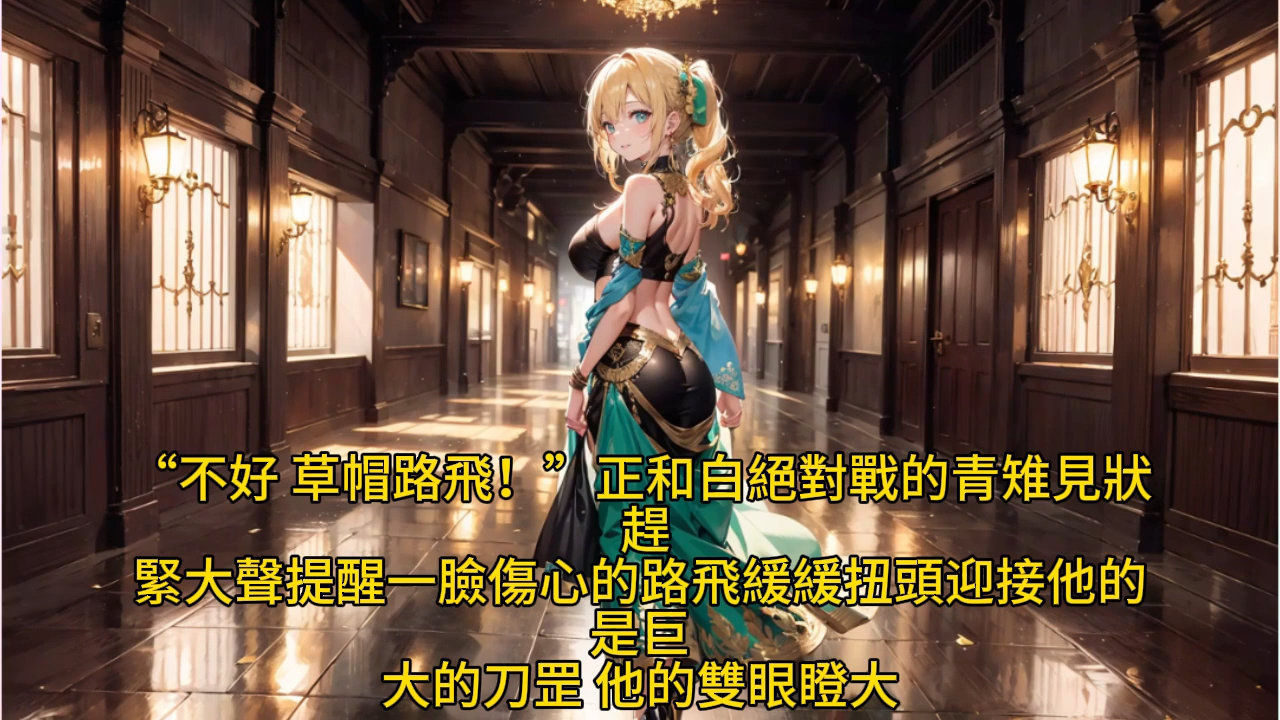 “不好 草帽路飛！” 正和白絕對戰的青雉見狀
趕
緊大聲提醒一臉傷心的路飛緩緩扭頭迎接他的
是巨
大的刀罡 他的雙眼瞪大